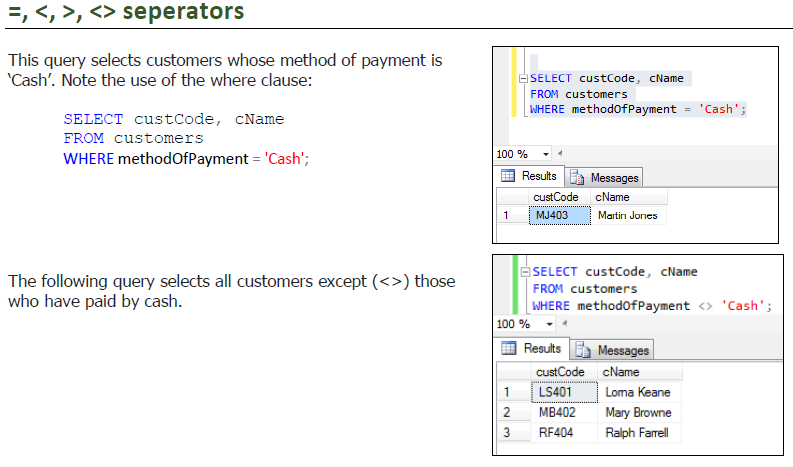 =, <, >, <> seperators
This query selects customers whose method of payment is
‘Cash’. Note the use of the where clause:
SELECT custCode, cName
FROM customers
WHERE methodOfPayment = 'Cash';
SELECT custCode, cName
FROM customers
WHERE methodOfPayment = 'Cash';
100 %
Results Messages
custCode cName
1 MJ403 Martin Jones
The following query selects all customers except (<>) those
who have paid by cash.
SELECT custCode, cName
FROM customers
WHERE methodOfPayment <> 'Cash';
100 %
Results Messages
custCode cName
1 LS401 Lorna Keane
2 MB402 Mary Browne
3 RF404 Ralph Farrell